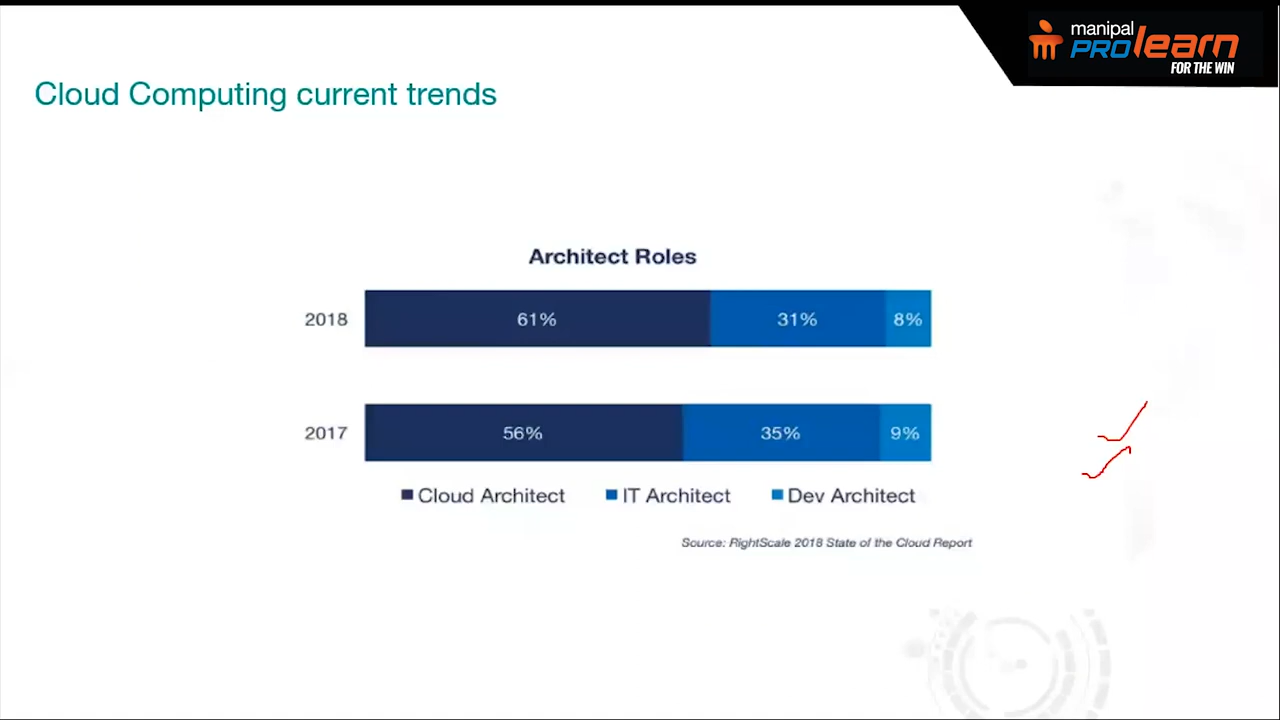 manipal
PROlearn
FOR THE WIN
Cloud Computing current trends
Architect Roles
2018 61% 31% 8%
2017 56% 35% 9%
Cloud Architect IT Architect Dev Architect
Source: RightScale 2018 State of the Cloud Report